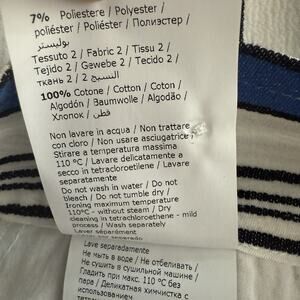 7% Poliestere / Polyester /
poliéster / Poliester / Полиэстер /
بوليستر
Tessuto 2 / Fabric 2 / Tissu 2 /
Tejido 2 / Gewebe 2 / Tecido 2 /
ткань 2 / النسيج 2
100% Cotone / Cotton / Coton /
Algodón / Baumwolle / Algodão /
Хлопок / قطن
Non lavare in acqua / Non trattare
con cloro / Non usare asciugatrice /
Stirare a temperatura massima
110 °C / Lavare delicatamente a
secco in tetracloroetilene / Lavare
separatamente
Do not wash in water / Do not
bleach / Do not tumble dry /
Ironing maximum temperature
110°C - without steam / Dry
cleaning in tetrachloroethene - mild
process / Wash separately
Laver séparément
Lave separadamente
Не мыть в воде / Не отбеливать /
Не сушить в сушильной машине /
Гладить при макс. 110 °C без
пара / Деликатная химчистка с
использованием